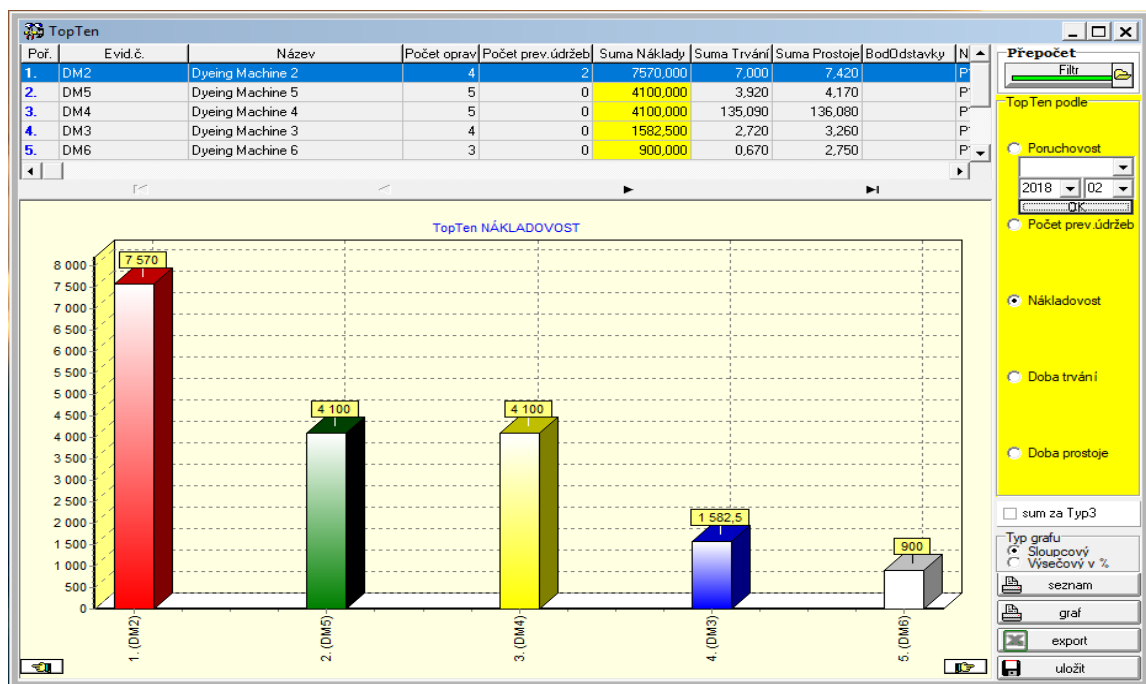 TopTen
Poř. Evid.č. Název Počet oprav Počet prev.údržeb Suma Náklady Suma Trvání Suma Prostoje BodOdstavky N
1. DM2 Dyeing Machine 2 4 2 7570,000 7,000 7,420 P
2. DM5 Dyeing Machine 5 5 0 4100,000 3,920 4,170 P
3. DM4 Dyeing Machine 4 5 0 4100,000 135,090 136,080 P
4. DM3 Dyeing Machine 3 4 0 1582,500 2,720 3,260 P
5. DM6 Dyeing Machine 6 3 0 900,000 0,670 2,750 P
Přepočet
Filtr
TopTen podle
Poruchovost
2018 02
OK
Počet prev.údržeb
Nákladovost
Doba trvání
Doba prostoje
sum za Typ3
Typ grafu
Sloupcový
Výsečový v %
seznam
graf
export
uložit
TopTen NÁKLADOVOST
8 000
7 500
7 000
6 500
6 000
5 500
5 000
4 500
4 000
3 500
3 000
2 500
2 000
1 500
1 000
500
0
7 570
4 100
4 100
1 582,5
900
1. (DM2)
2. (DM5)
3. (DM4)
4. (DM3)
5. (DM6)